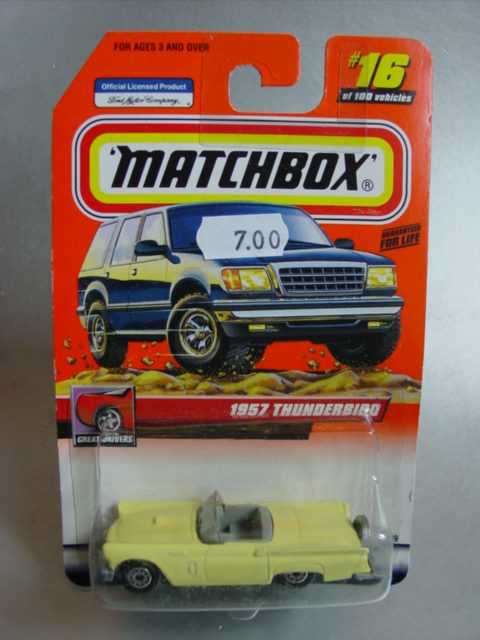 FOR AGES 3 AND OVER
#16
of 100 vehicles
Official Licensed Product
Ford Motor Company,
'MATCHBOX'®
GUARANTEED
FOR LIFE
7.00
1957 THUNDERBIRD
GREAT DRIVERS